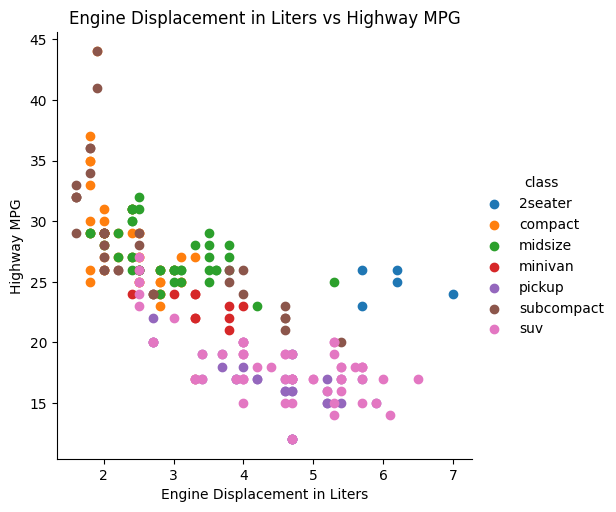 Engine Displacement in Liters vs Highway MPG
45
40
35
30
25
20
15
Highway MPG
2 3 4 5 6 7
Engine Displacement in Liters
class
2seater
compact
midsize
minivan
pickup
subcompact
suv